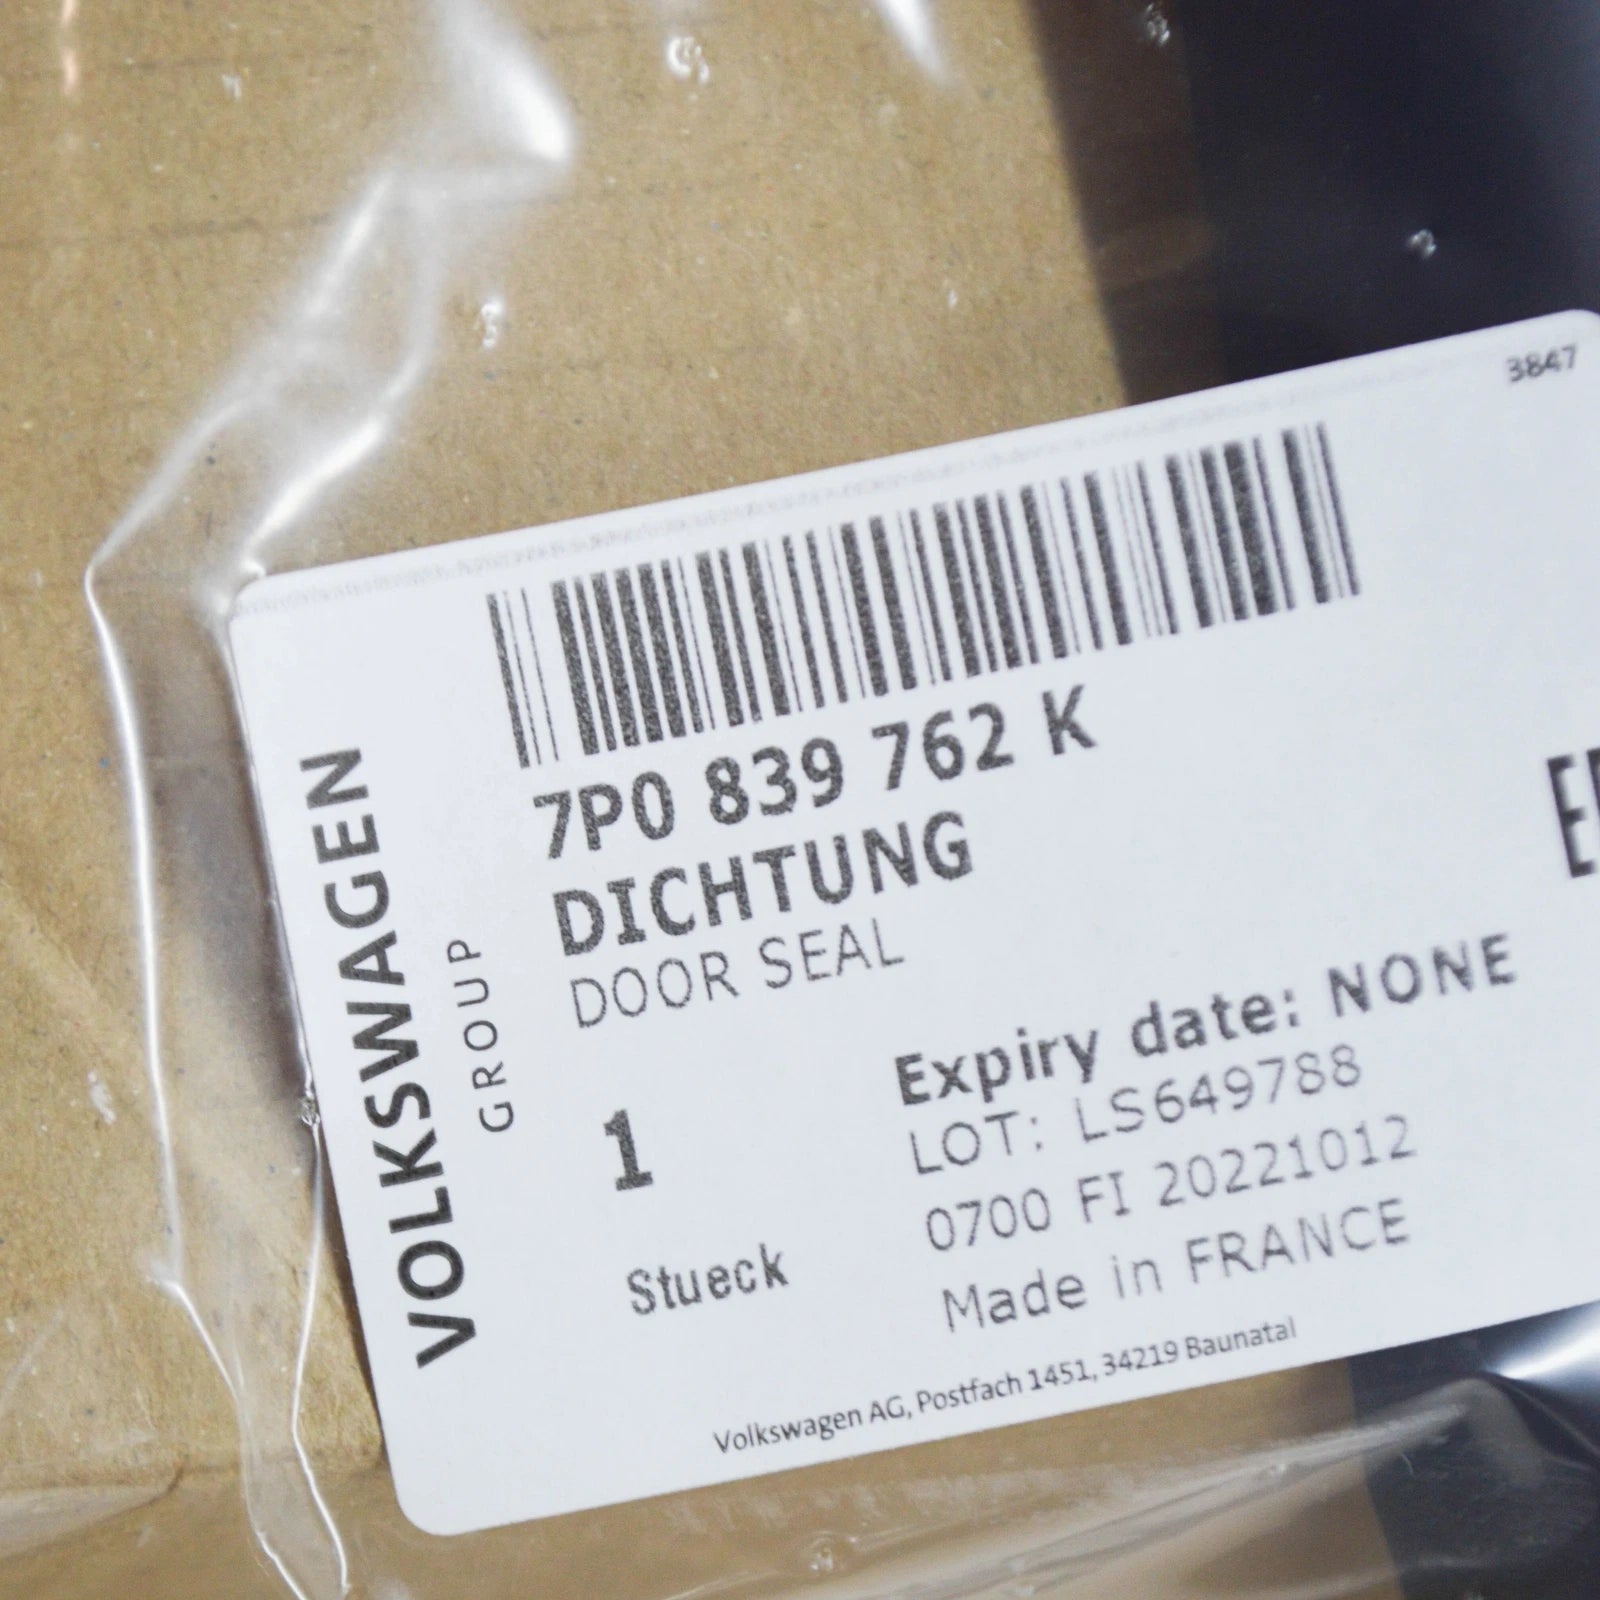 3847
7P0 839 762 K
DICHTUNG
DOOR SEAL
VOLKSWAGEN
GROUP
1
Stueck
Expiry date: NONE
LOT: LS649788
0700 FI 20221012
Made in FRANCE
Volkswagen AG, Postfach 1451, 34219 Baunatal